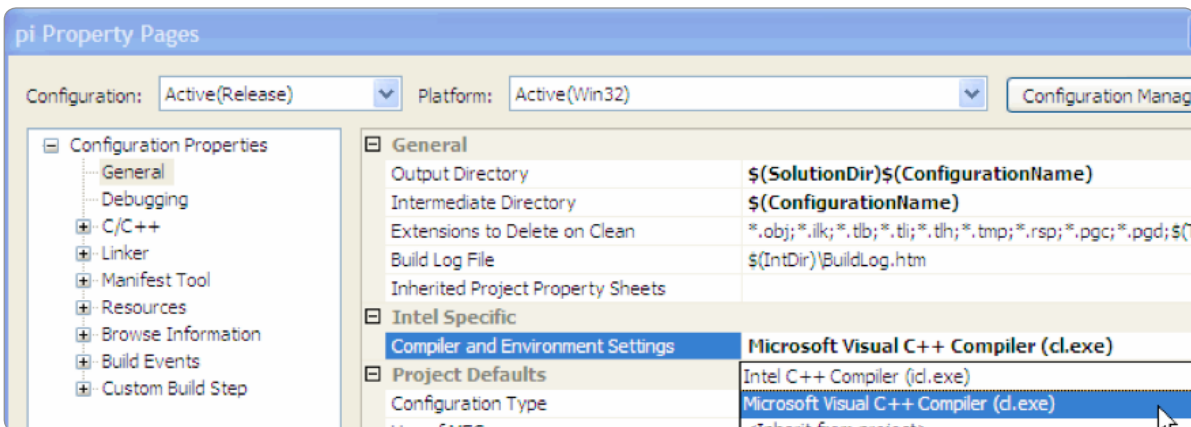 pi Property Pages
Configuration: Active(Release) Platform: Active(Win32) Configuration Manag
Configuration Properties
General
Debugging
C/C++
Linker
Manifest Tool
Resources
Browse Information
Build Events
Custom Build Step
General
Output Directory $(SolutionDir)$(ConfigurationName)
Intermediate Directory $(ConfigurationName)
Extensions to Delete on Clean *.obj;*.ilk;*.tlb;*.tli;*.tlh;*.tmp;*.rsp;*.pgc;*.pgd;$(
Build Log File $(IntDir)\BuildLog.htm
Inherited Project Property Sheets
Intel Specific
Compiler and Environment Settings Microsoft Visual C++ Compiler (cl.exe)
Project Defaults Intel C++ Compiler (icl.exe)
Configuration Type Microsoft Visual C++ Compiler (cl.exe)